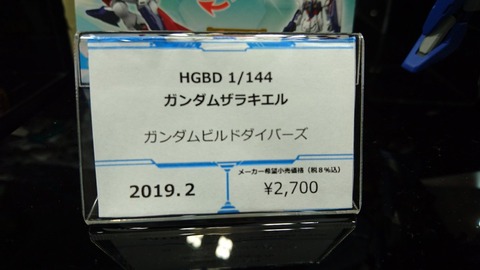 HGBD 1/144
ガンダムザラキエル
ガンダムビルドダイバーズ
メーカー希望小売価格（税８％込）
2019.2
¥2,700